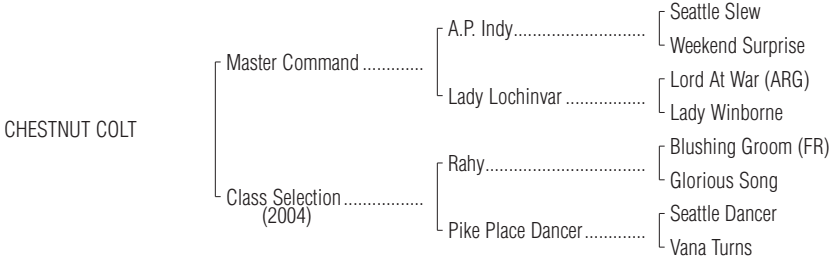 Seattle Slew
A.P. Indy.............................
Weekend Surprise
Master Command .............
Lord At War (ARG)
Lady Lochinvar .................
Lady Winborne
CHESTNUT COLT
Blushing Groom (FR)
Rahy...................................
Glorious Song
Class Selection.................
(2004)
Seattle Dancer
Pike Place Dancer.............
Vana Turns